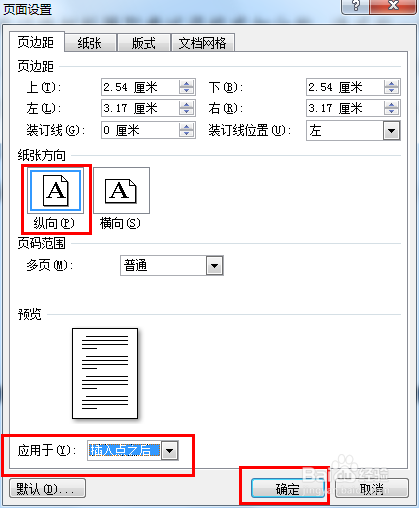 页面设置
页边距 纸张 版式 文档网格
页边距
上(T): 2.54 厘米 下(B): 2.54 厘米
左(L): 3.17 厘米 右(R): 3.17 厘米
装订线(G): 0 厘米 装订线位置(U): 左
纸张方向
A A
纵向(P) 横向(S)
页码范围
多页(M): 普通
预览
应用于(Y): 插入点之后
Baidu 经验
默认(D)... 确定 取消